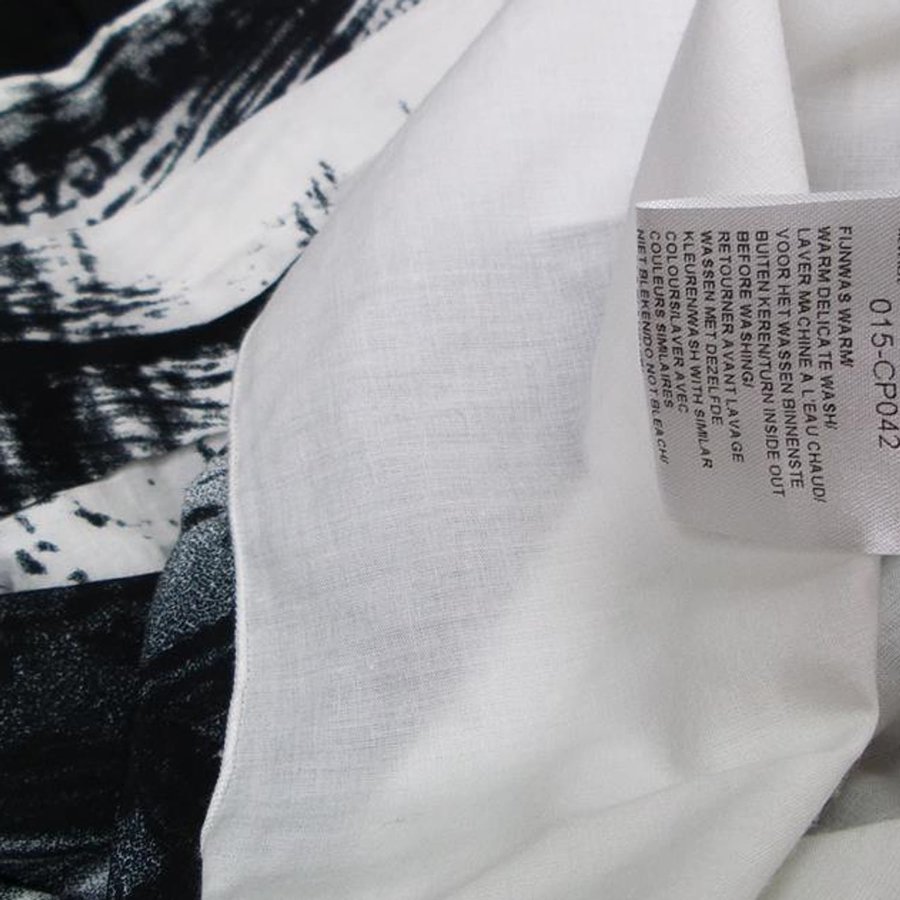 015-CP042
FIJNWAS WARM/
WARM DELICATE WASH/
LAVER MACHINE A L'EAU CHAUD/
VOOR HET WASSEN BINNENSTE
BUITEN KEREN/TURN INSIDE OUT
BEFORE WASHING/
RETOURNER AVANT LAVAGE
WASSEN MET DEZELFDE
KLEUREN/WASH WITH SIMILAR
COLOURS/LAVER AVEC
COULEURS SIMILAIRES
NIET BLEKEN/DO NOT BLEACH/